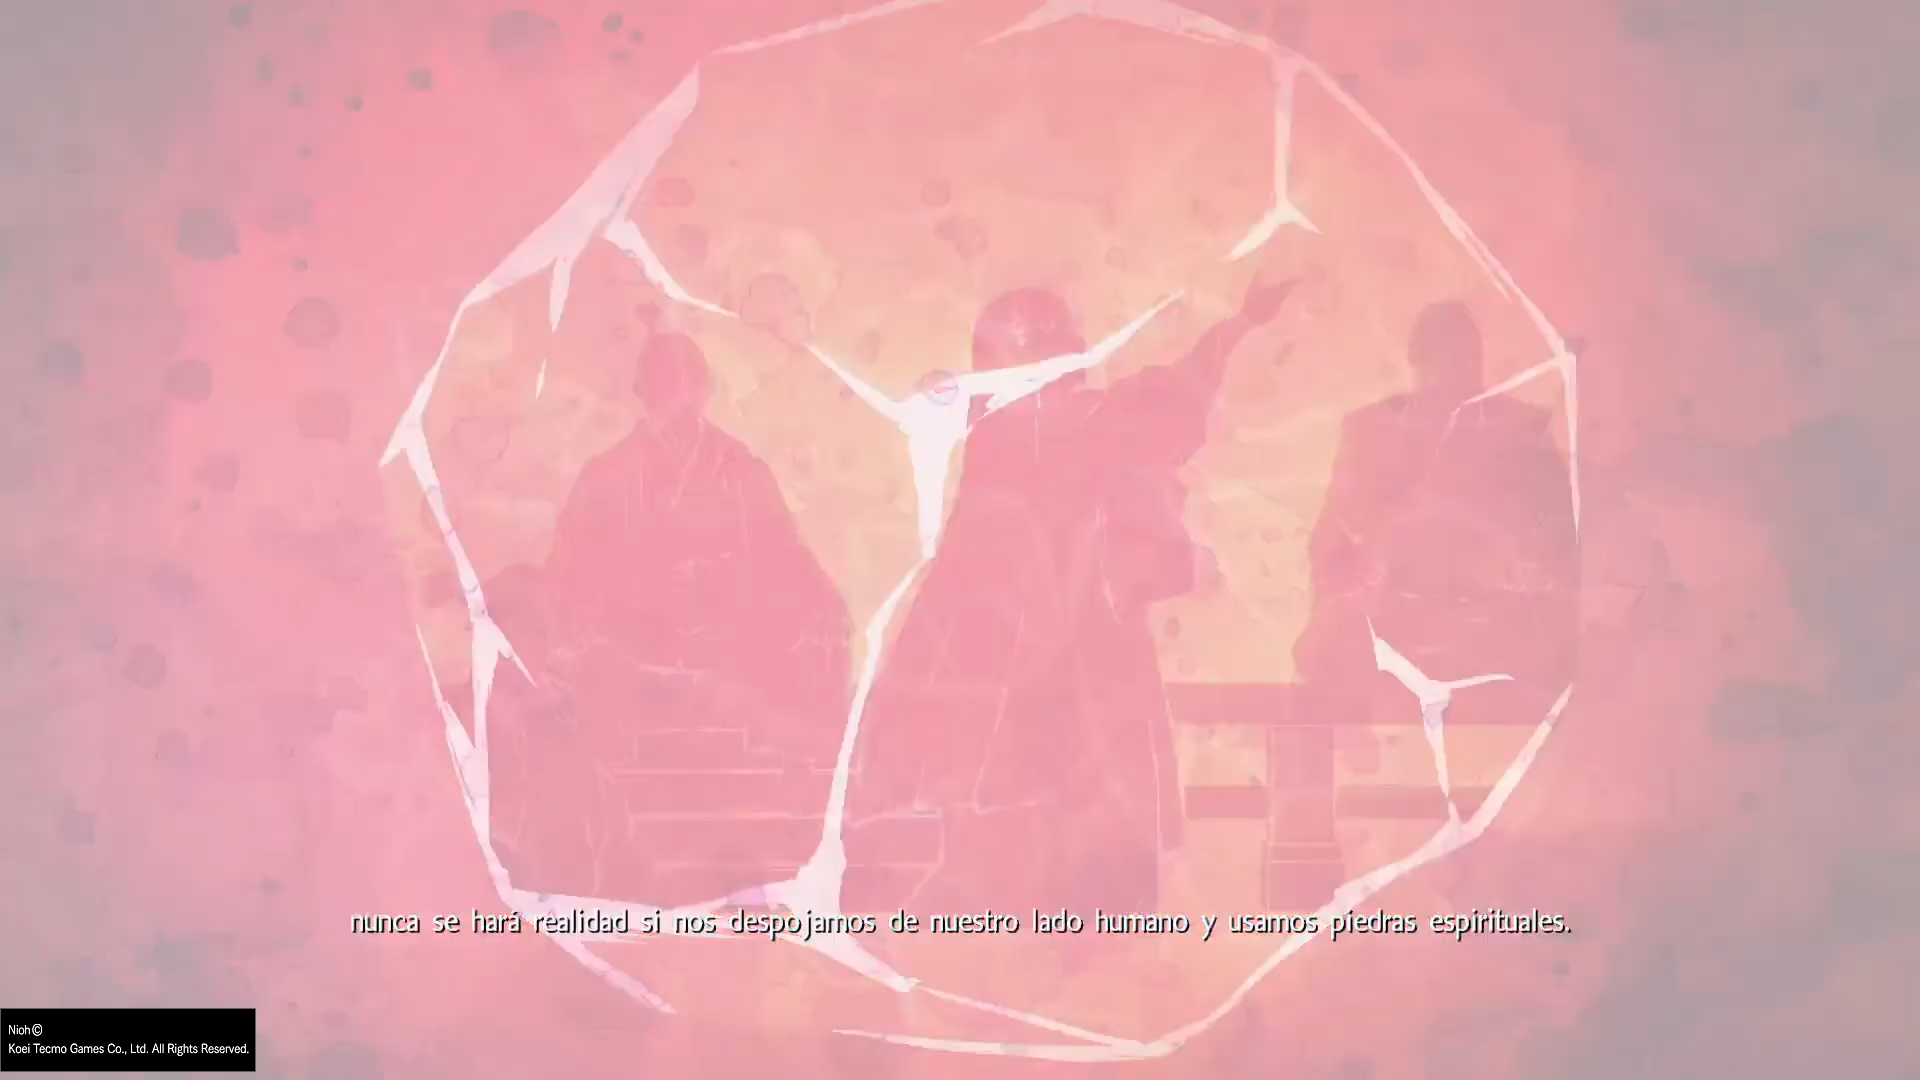 nunca se hará realidad si nos despojamos de nuestro lado humano y usamos piedras espirituales.
Nioh©
Koei Tecmo Games Co., Ltd. All Rights Reserved.